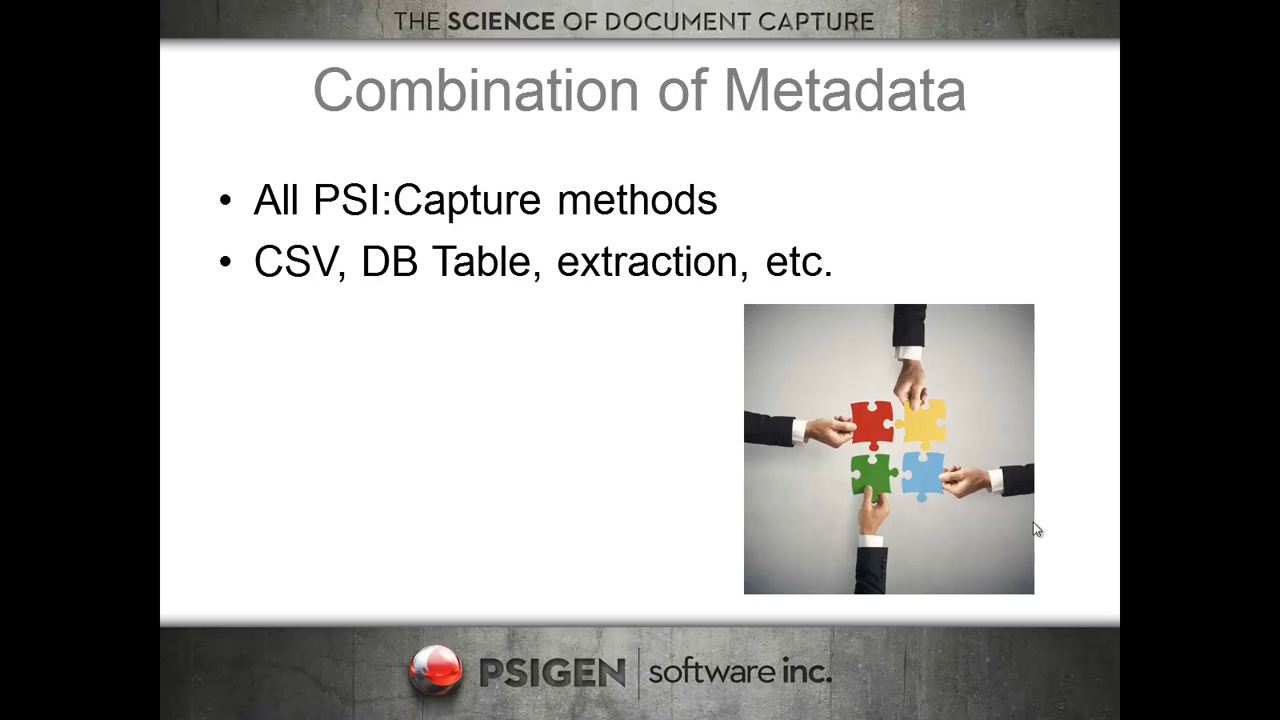 THE SCIENCE OF DOCUMENT CAPTURE
Combination of Metadata
• All PSI:Capture methods
• CSV, DB Table, extraction, etc.
PSIGEN software inc.